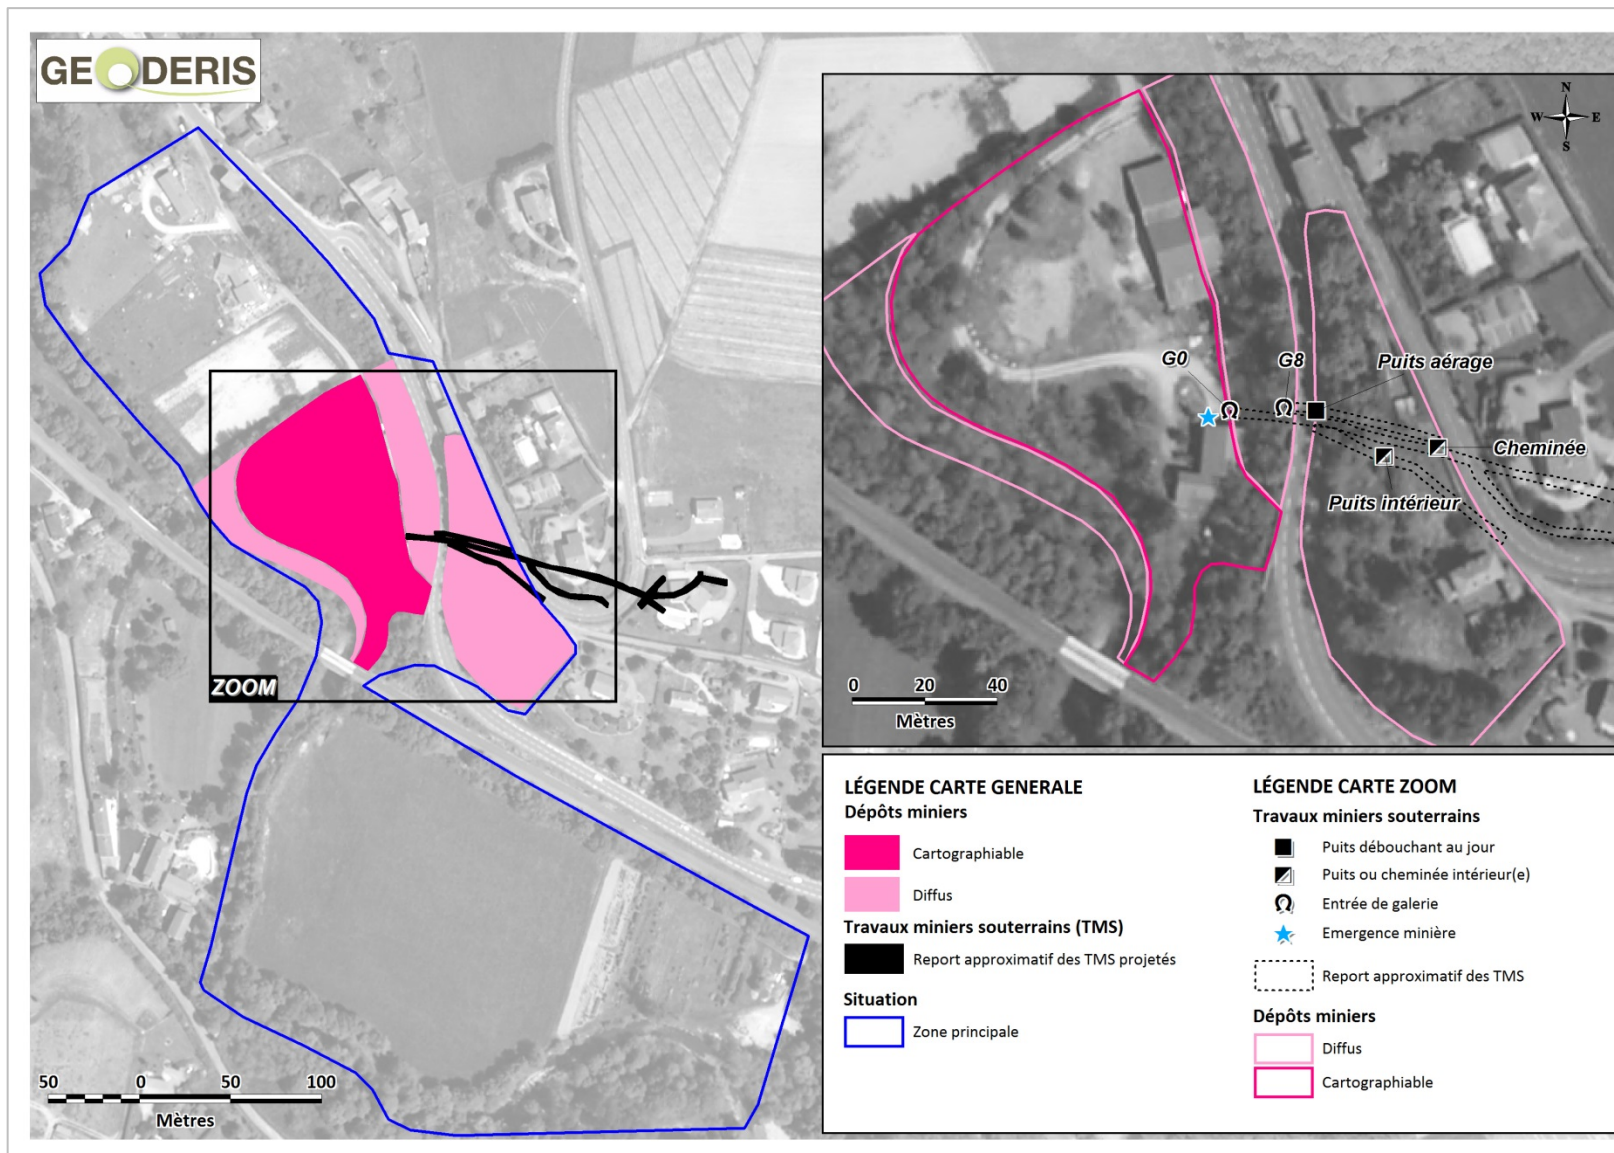 GEODERIS
N
W E
S
G0
G8
Puits aérage
Cheminée
Puits intérieur
0 20 40
Mètres
ZOOM
50 0 50 100
Mètres
LÉGENDE CARTE GENERALE
Dépôts miniers
Cartographiable
Diffus
Travaux miniers souterrains (TMS)
Report approximatif des TMS projetés
Situation
Zone principale
LÉGENDE CARTE ZOOM
Travaux miniers souterrains
Puits débouchant au jour
Puits ou cheminée intérieur(e)
Entrée de galerie
Emergence minière
Report approximatif des TMS
Dépôts miniers
Diffus
Cartographiable